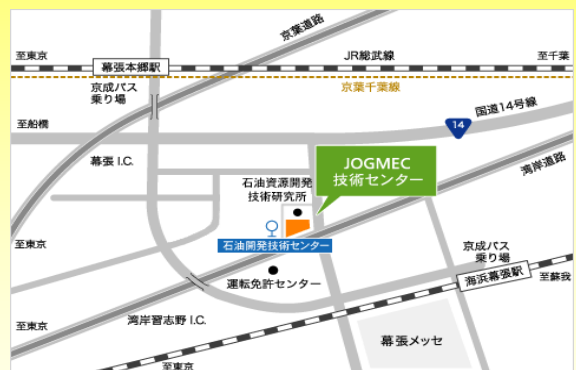 京葉道路
至東京
JR総武線
至千葉
幕張本郷駅
京成バス
乗り場
京葉千葉線
国道14号線
14
至船橋
幕張 I.C.
JOGMEC
技術センター
湾岸道路
石油資源開発
技術研究所
至東京
石油開発技術センター
京成バス
乗り場
運転免許センター
海浜幕張駅
至蘇我
湾岸習志野 I.C.
至東京
幕張メッセ
至東京